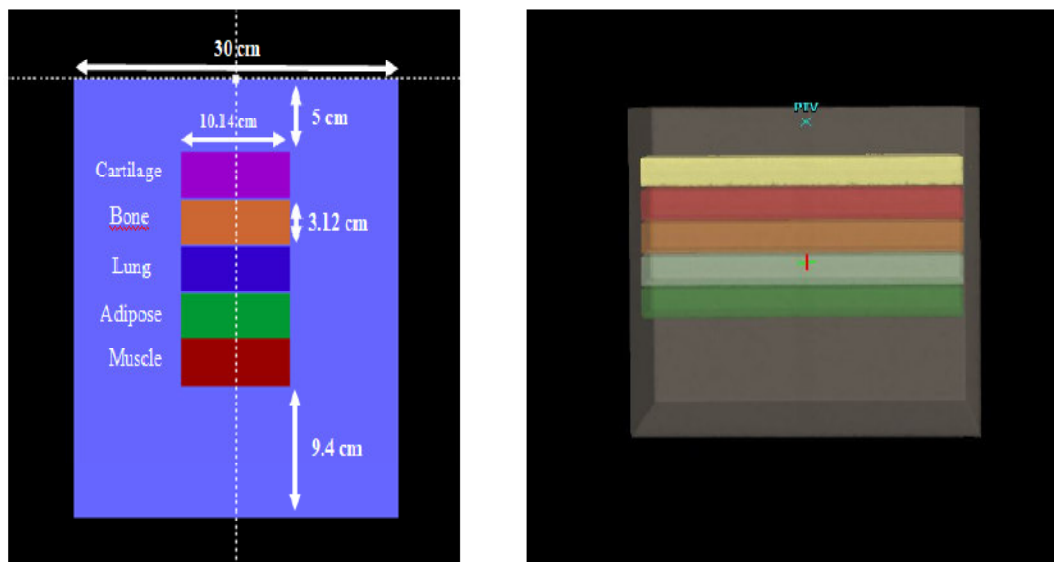 30 cm
5 cm
10.14 cm
Cartilage
Bone
3.12 cm
Lung
Adipose
Muscle
9.4 cm
PTV